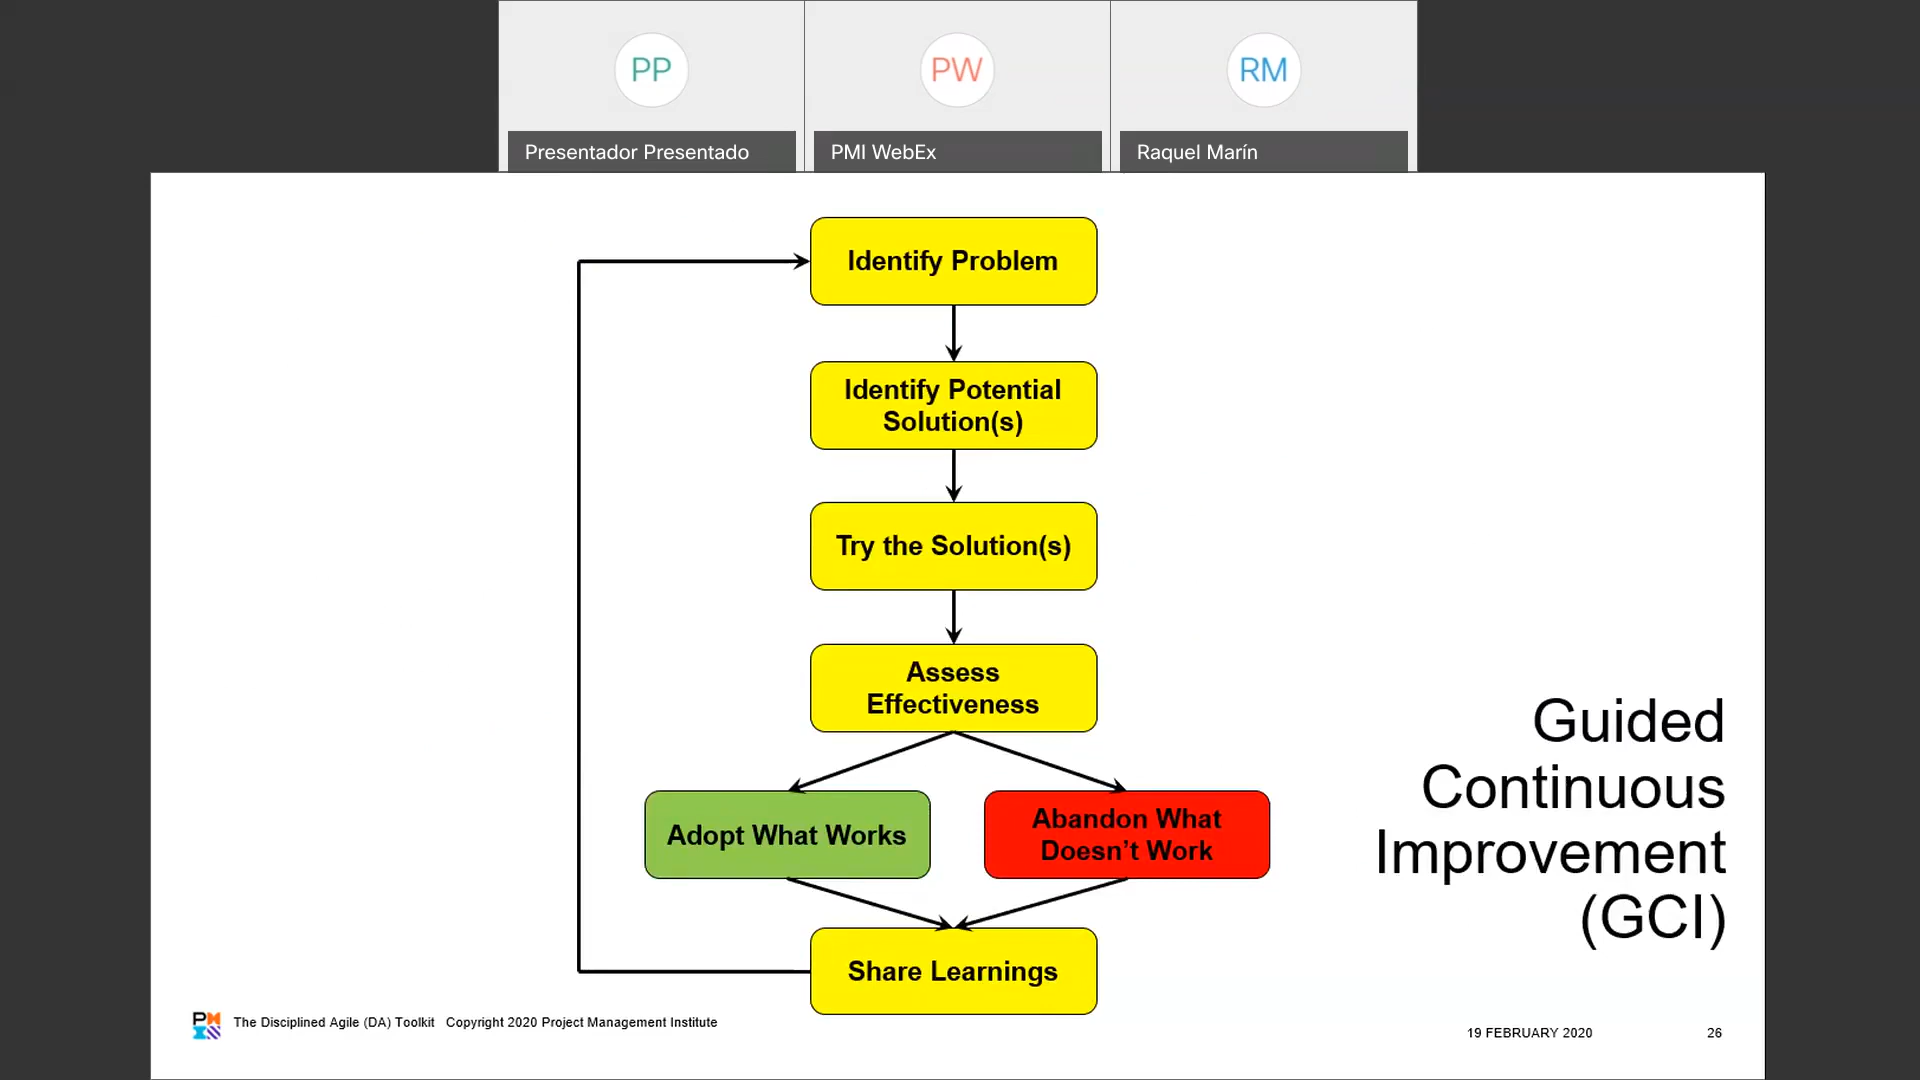 PP
PW
RM
Presentador Presentado
PMI WebEx
Raquel Marín
Identify Problem
Identify Potential
Solution(s)
Try the Solution(s)
Assess
Effectiveness
Adopt What Works
Abandon What
Doesn’t Work
Share Learnings
Guided
Continuous
Improvement
(GCI)
The Disciplined Agile (DA) Toolkit Copyright 2020 Project Management Institute
19 FEBRUARY 2020
26